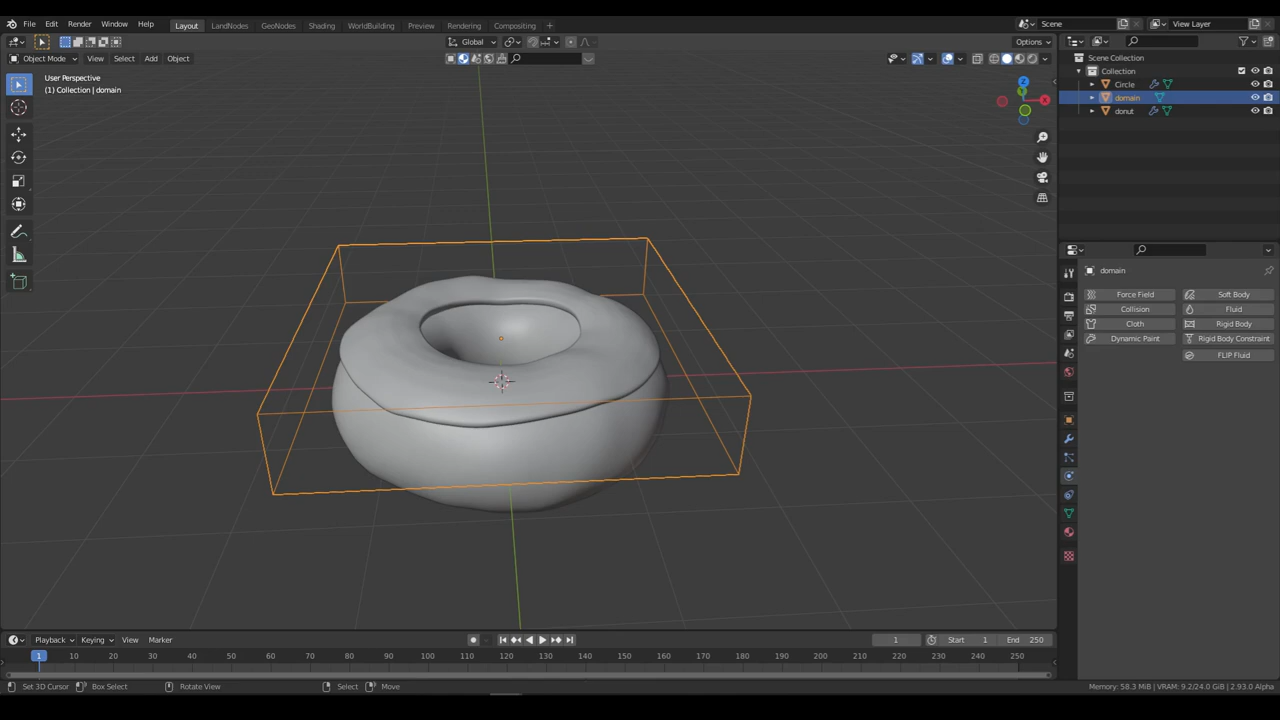 File Edit Render Window Help Layout LandNodes GeoNodes Shading WorldBuilding Preview Rendering Compositing + Scene View Layer
Global Options
Object Mode View Select Add Object
User Perspective
(1) Collection | domain
Z
Y
X
Scene Collection
Collection
Circle
domain
donut
domain
Force Field Soft Body
Collision Fluid
Cloth Rigid Body
Dynamic Paint Rigid Body Constraint
FLIP Fluid
Playback Keying View Marker 1 Start 1 End 250
1 10 20 30 40 50 60 70 80 90 100 110 120 130 140 150 160 170 180 190 200 210 220 230 240 250
Set 3D Cursor Box Select Rotate View Select Move Memory: 58.3 MiB | VRAM: 9.2/24.0 GiB | 2.93.0 Alpha